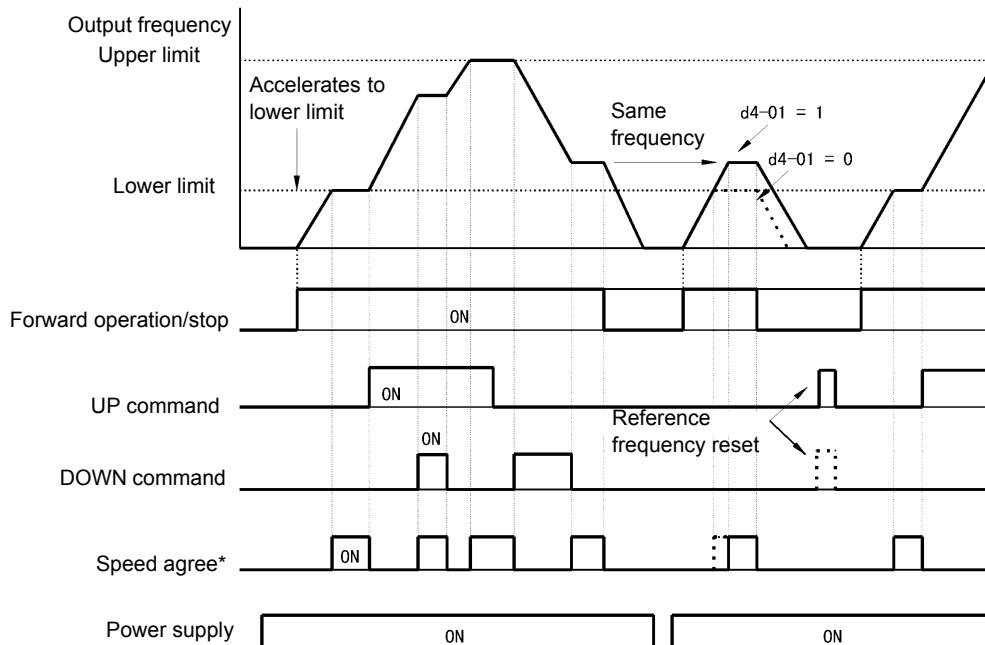 Output frequency
Upper limit
Accelerates to
lower limit
Same
frequency
d4-01 = 1
d4-01 = 0
Lower limit
Forward operation/stop
ON
UP command
ON
Reference
frequency reset
DOWN command
ON
Speed agree*
ON
Power supply
ON
ON